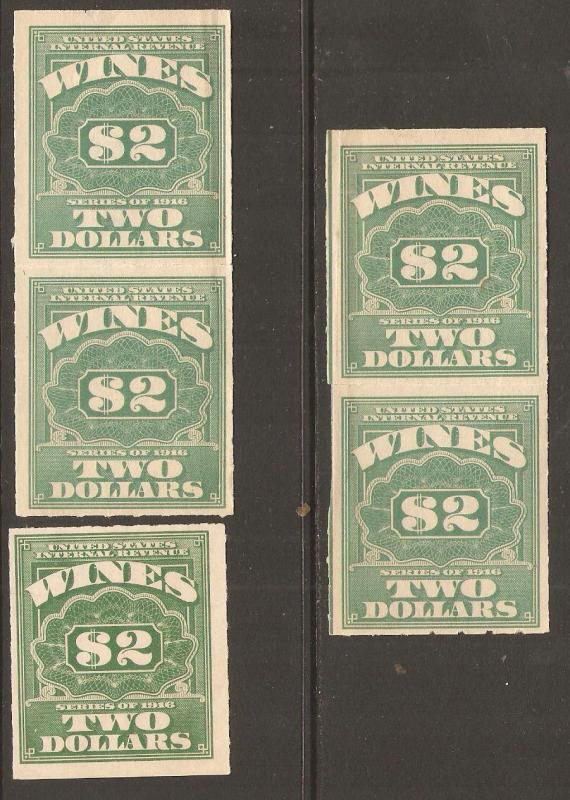 UNITED STATES
INTERNAL REVENUE
WINES
$2
SERIES OF 1916
TWO
DOLLARS
UNITED STATES
INTERNAL REVENUE
WINES
$2
SERIES OF 1916
TWO
DOLLARS
UNITED STATES
INTERNAL REVENUE
WINES
$2
SERIES OF 1916
TWO
DOLLARS
UNITED STATES
INTERNAL REVENUE
WINES
$2
SERIES OF 1916
TWO
DOLLARS
UNITED STATES
INTERNAL REVENUE
WINES
$2
SERIES OF 1916
TWO
DOLLARS